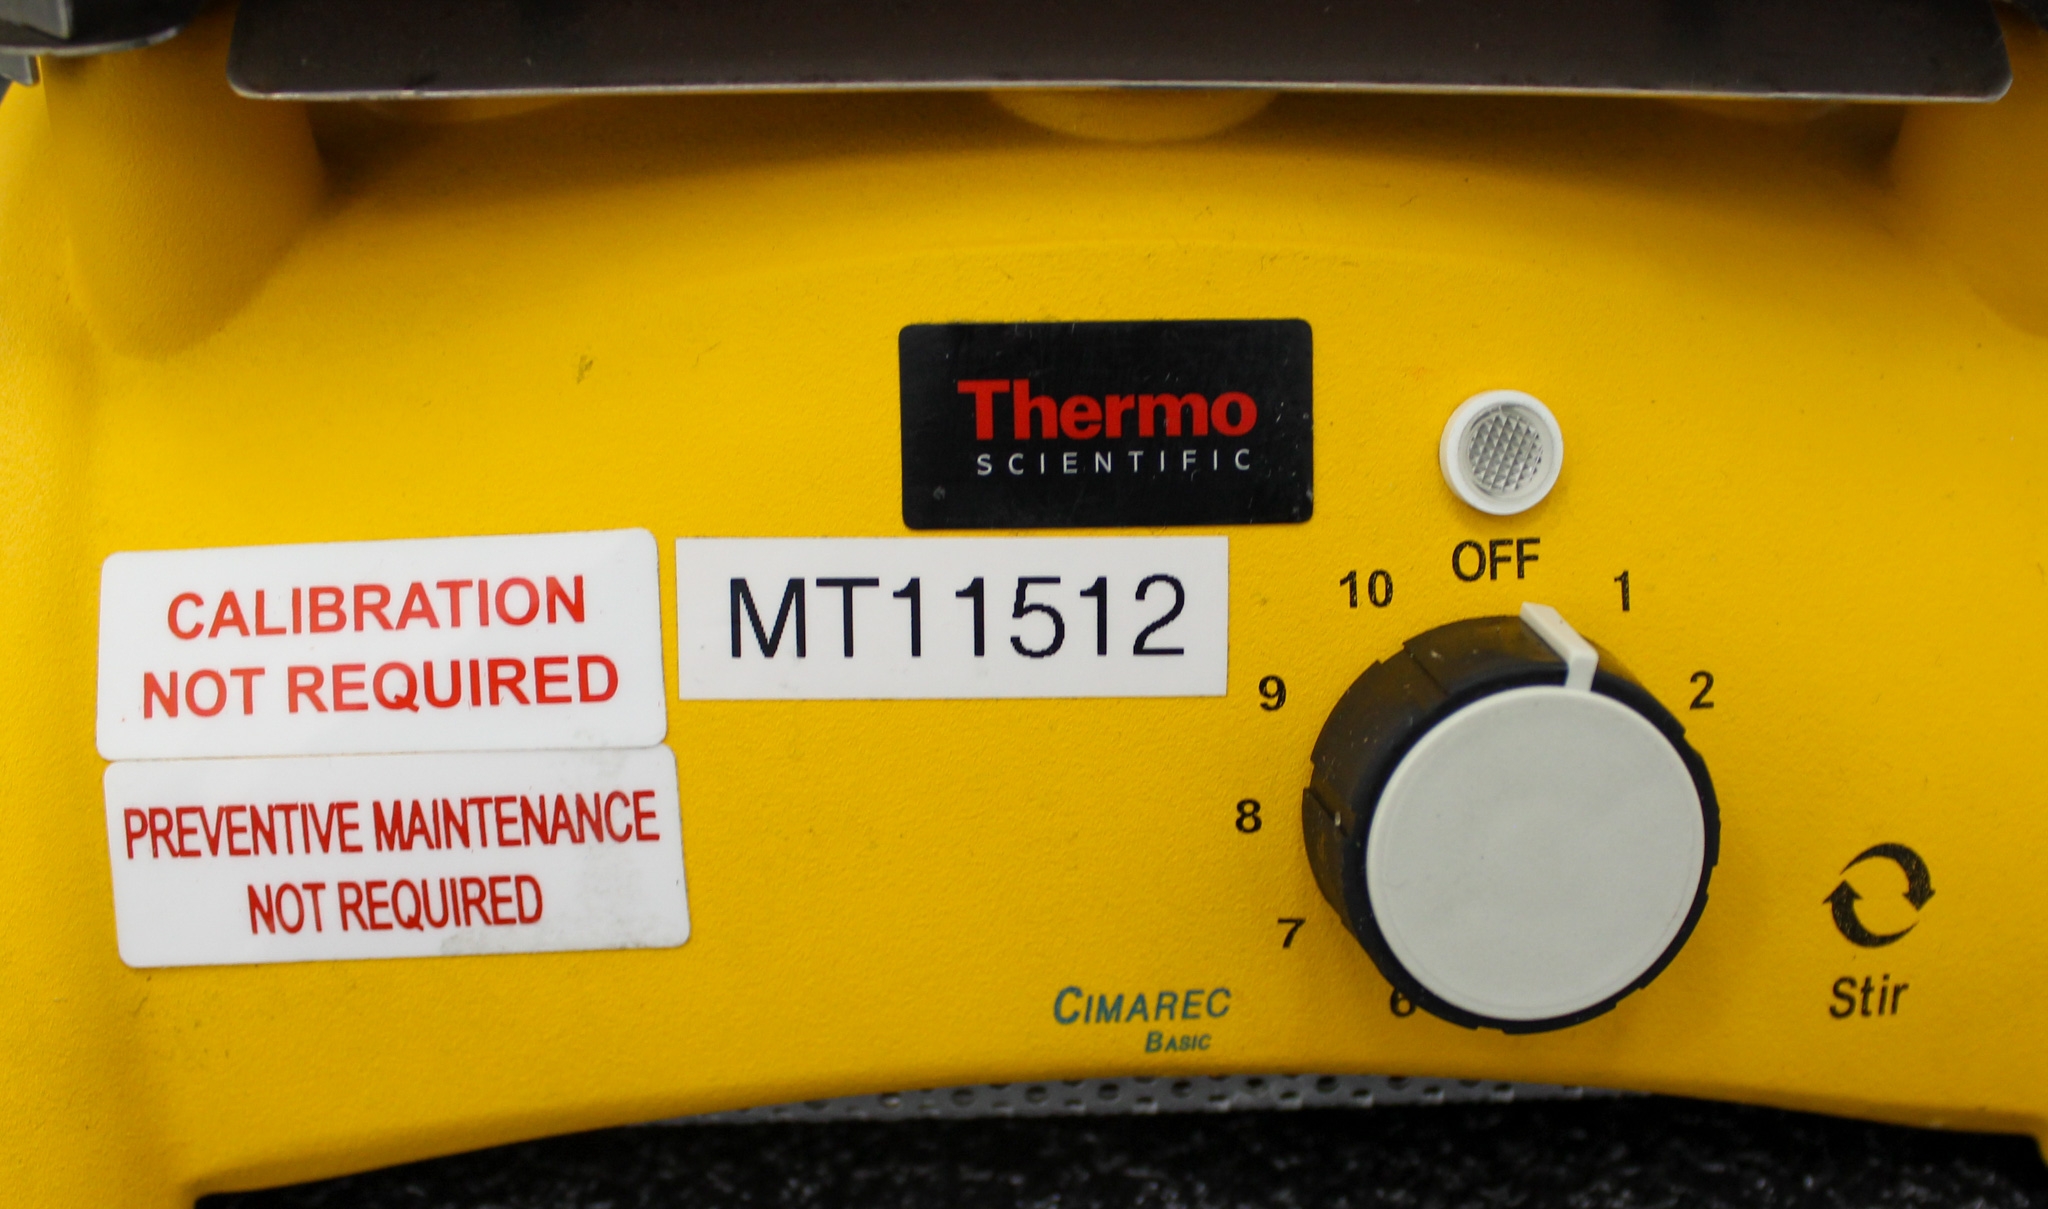 Thermo
SCIENTIFIC
CALIBRATION
NOT REQUIRED
MT11512
PREVENTIVE MAINTENANCE
NOT REQUIRED
OFF
10
1
9
2
8
7
6
Stir
CIMAREC
BASIC